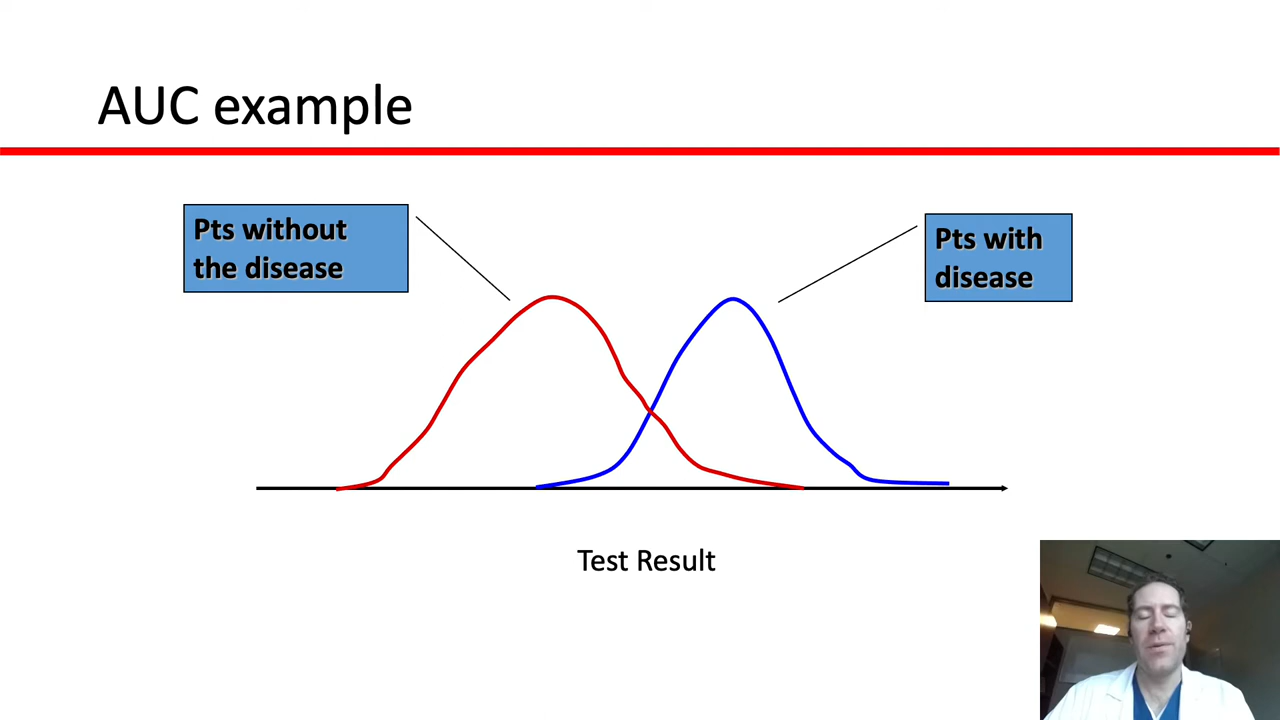 AUC example
Pts without
the disease
Pts with
disease
Test Result